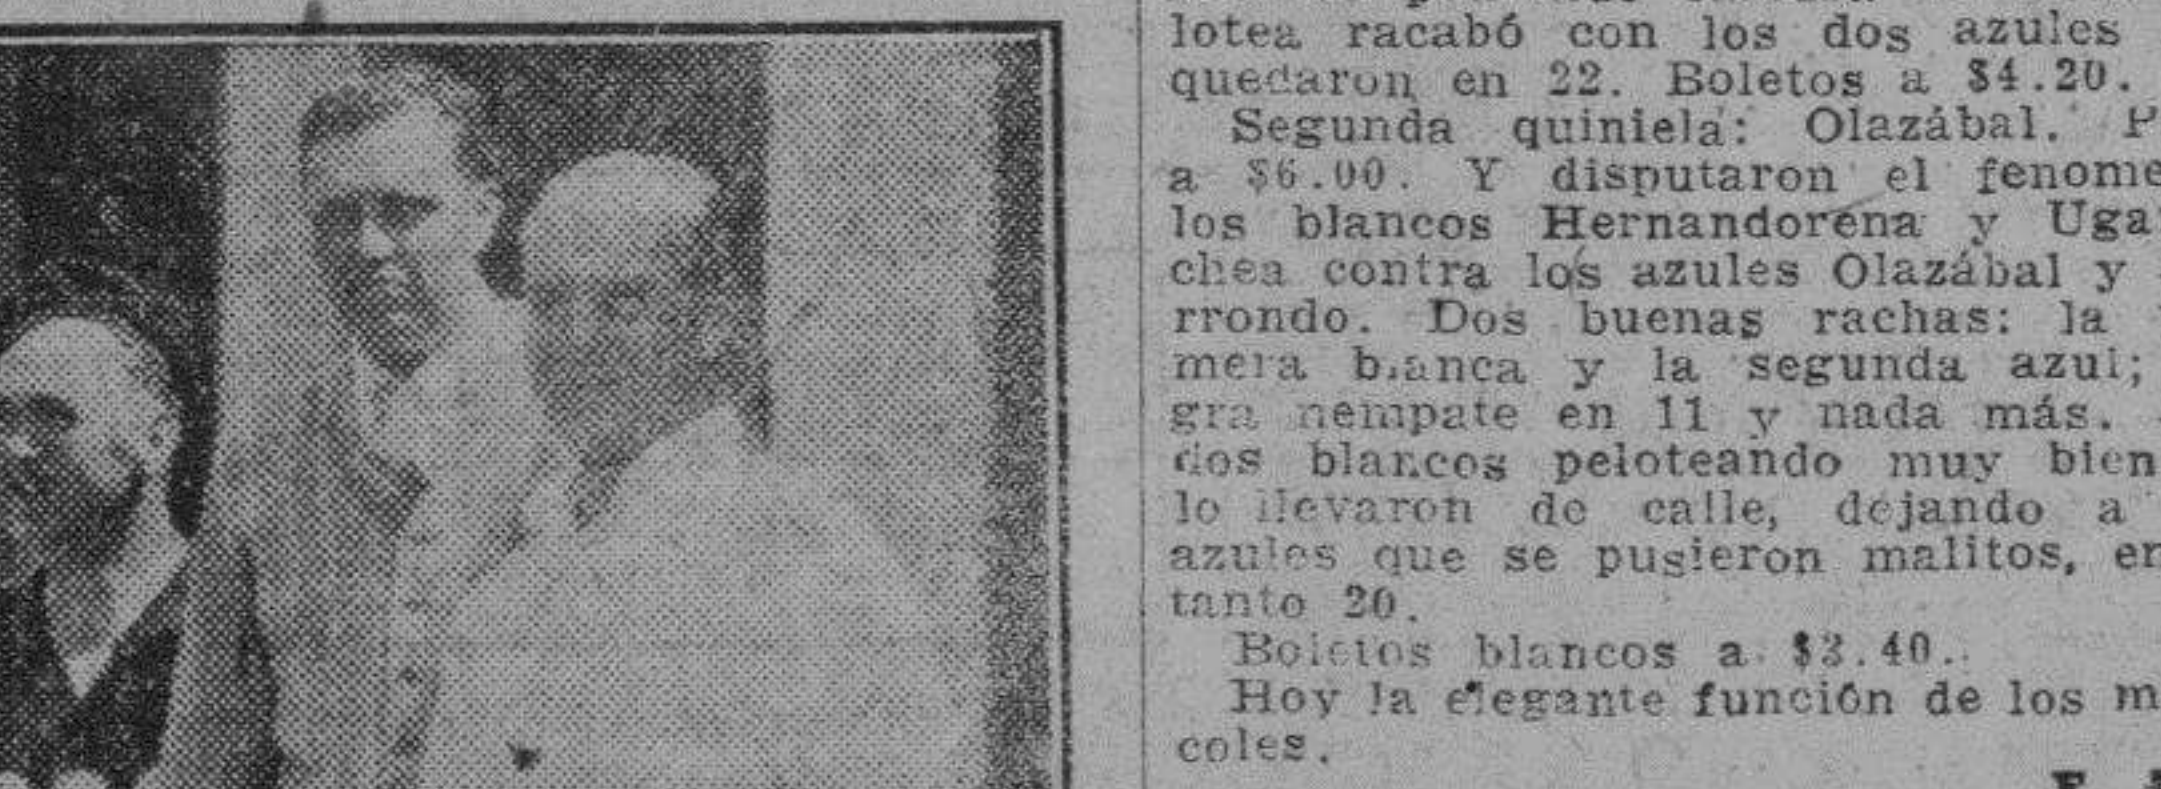 lotea racabó con los dos azules
quedaron en 22. Boletos a $4.20.
Segunda quiniela: Olazábal. P
a $6.00. Y disputaron el fenome
los blancos Hernandorena y Uga
chea contra los azules Olazábal y
rrondo. Dos buenas rachas: la
mera blanca y la segunda azul;
gra nempate en 11 y nada más.
dos blancos peloteando muy bien
lo llevaron de calle, dejando a
azules que se pusieron malitos, en
tanto 20.
Boletos blancos a $3.40.
Hoy la elegante función de los m
coles.